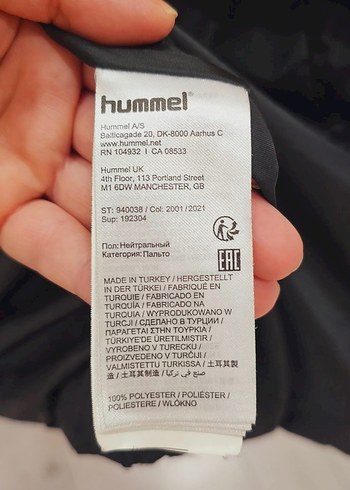 hummel
Hummel A/S
Balticagade 20, DK-8000 Aarhus C
www.hummel.net
RN 104932 I CA 08533
Hummel UK
4th Floor, 113 Portland Street
M1 6DW MANCHESTER, GB
ST: 940038 / Col: 2001 / 2021
Sup: 192304
Пол: Нейтральный
Категория: Пальто
EAC
MADE IN TURKEY / HERGESTELLT
IN DER TÜRKEI / FABRIQUÉ EN
TURQUIE / FABRICADO EN
TURQUÍA / FABRICADO NA
TURQUIA / WYPRODUKOWANO W
TURCJI / СДЕЛАНО В ТУРЦИИ /
ΠΑΡΑΓΕΤΑΙ ΣΤΗΝ ΤΟΥΡΚΙΑ /
TÜRKİYE'DE ÜRETİLMİŞTİR /
VYROBENO V TURECKU /
PROIZVEDENO V TURČIJI /
VALMISTETTU TURKISSA / 土耳其製
造 / 土耳其制造 / صنع في تركيا
100% POLYESTER / POLIÉSTER /
POLIESTERE / WŁÓKNO